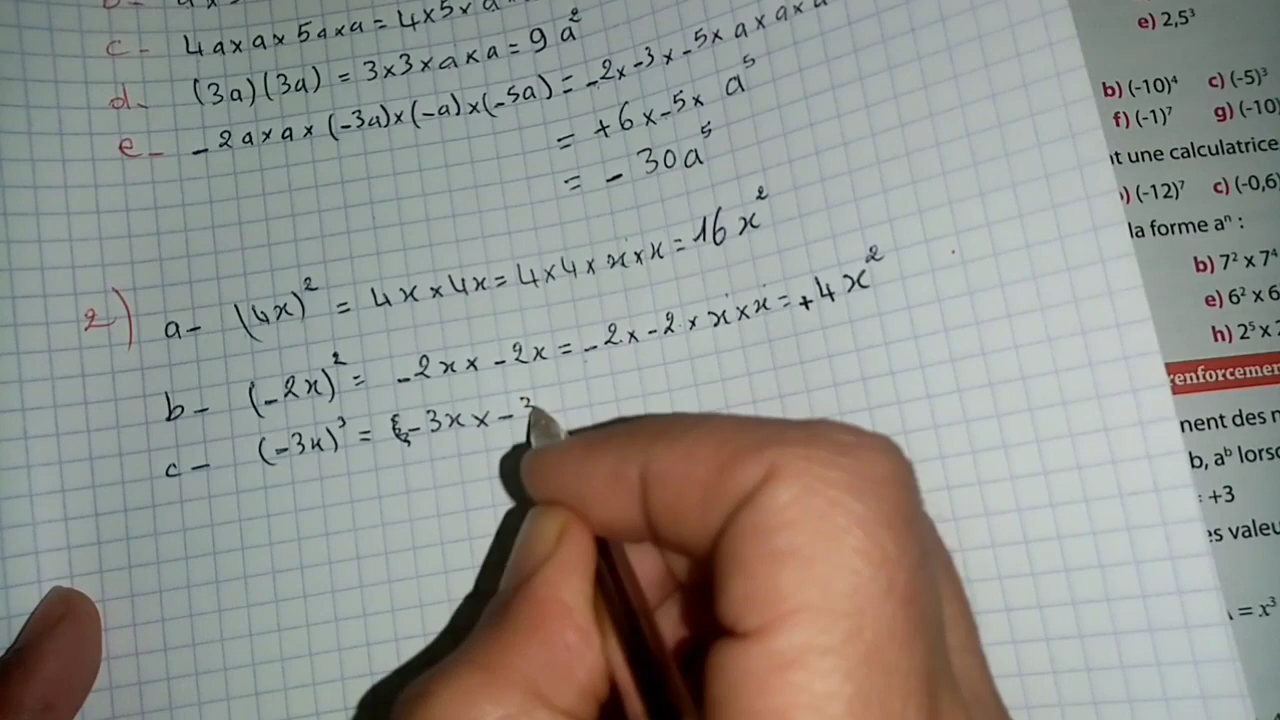 c- 4a×a×5a×a = 4×5×a
d- (3a)(3a) = 3×3×a×a = 9a²
e- -2a×a×(-3a)×(-a)×(-5a) = -2×-3×-5×a×a×a
= +6×-5× a⁵
= -30a⁵
2) a- (4x)² = 4x×4x = 4×4×x×x = 16x²
b- (-2x)² = -2x×-2x = -2×-2×x×x = +4x²
c- (-3x)³ = -3x×-3
e) 2,5³
b) (-10)⁴ c) (-5)³
f) (-1)⁷ g) (-10)
t une calculatrice
) (-12)⁷ c) (-0,6)
la forme aⁿ :
b) 7² x 7⁴
e) 6² x 6
h) 2⁵ x 2
renforcemen
nent des n
b, aᵇ lorsc
: +3
es valeu
= x³